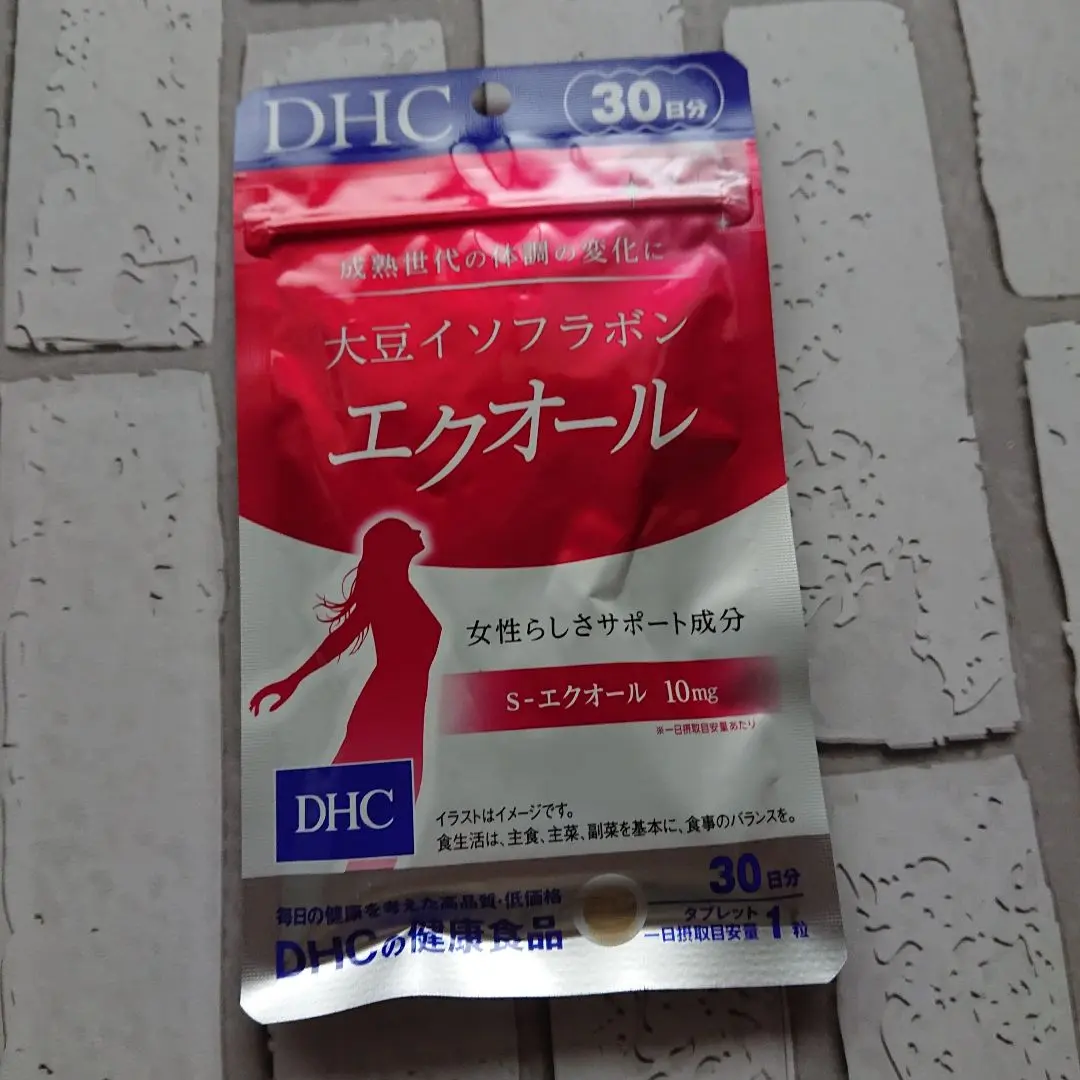 DHC
30日分
成熟世代の体調の変化に
大豆イソフラボン
エクオール
女性らしさサポート成分
S-エクオール 10mg
※一日摂取目安量あたり
DHC
イラストはイメージです。
食生活は、主食、主菜、副菜を基本に、食事のバランスを。
毎日の健康を考えた高品質・低価格
DHCの健康食品
30日分
タブレット
一日摂取目安量 1粒